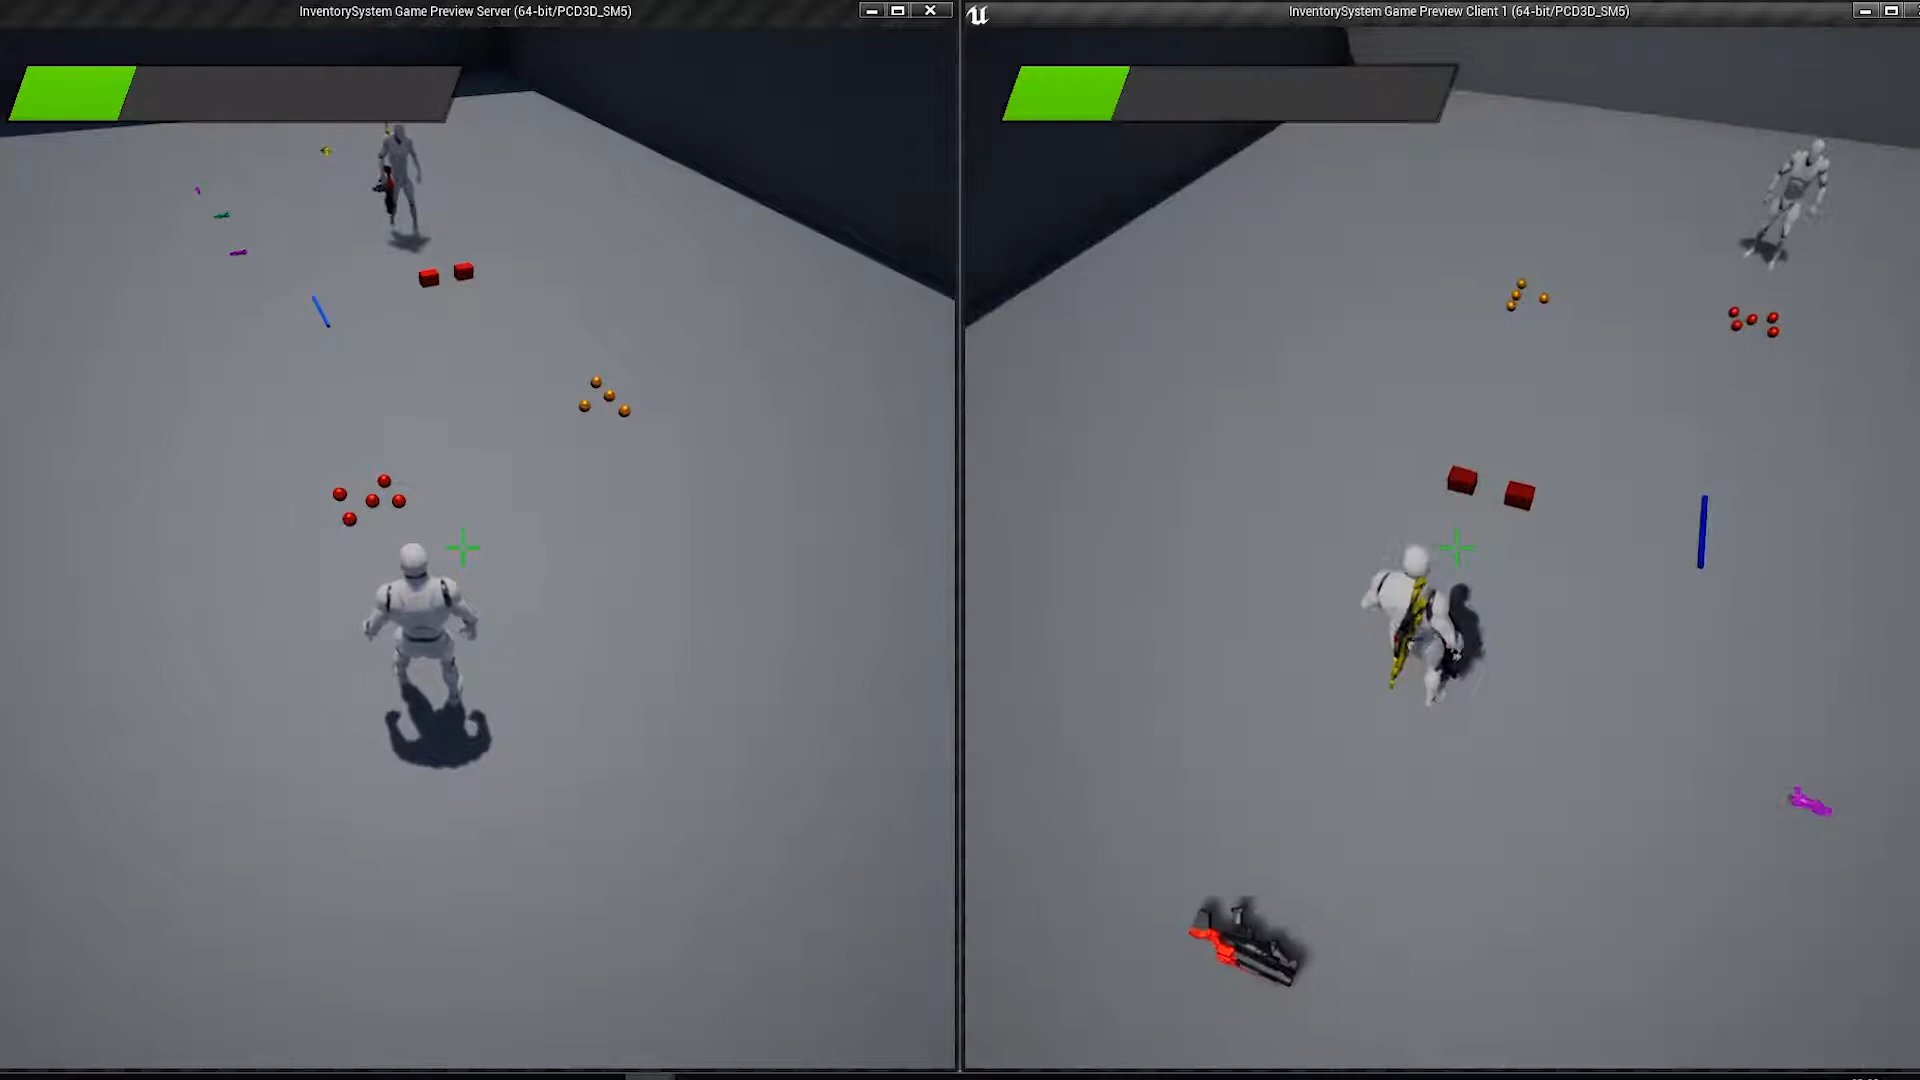 InventorySystem Game Preview Server (64-bit/PCD3D_SM5)
InventorySystem Game Preview Client 1 (64-bit/PCD3D_SM5)